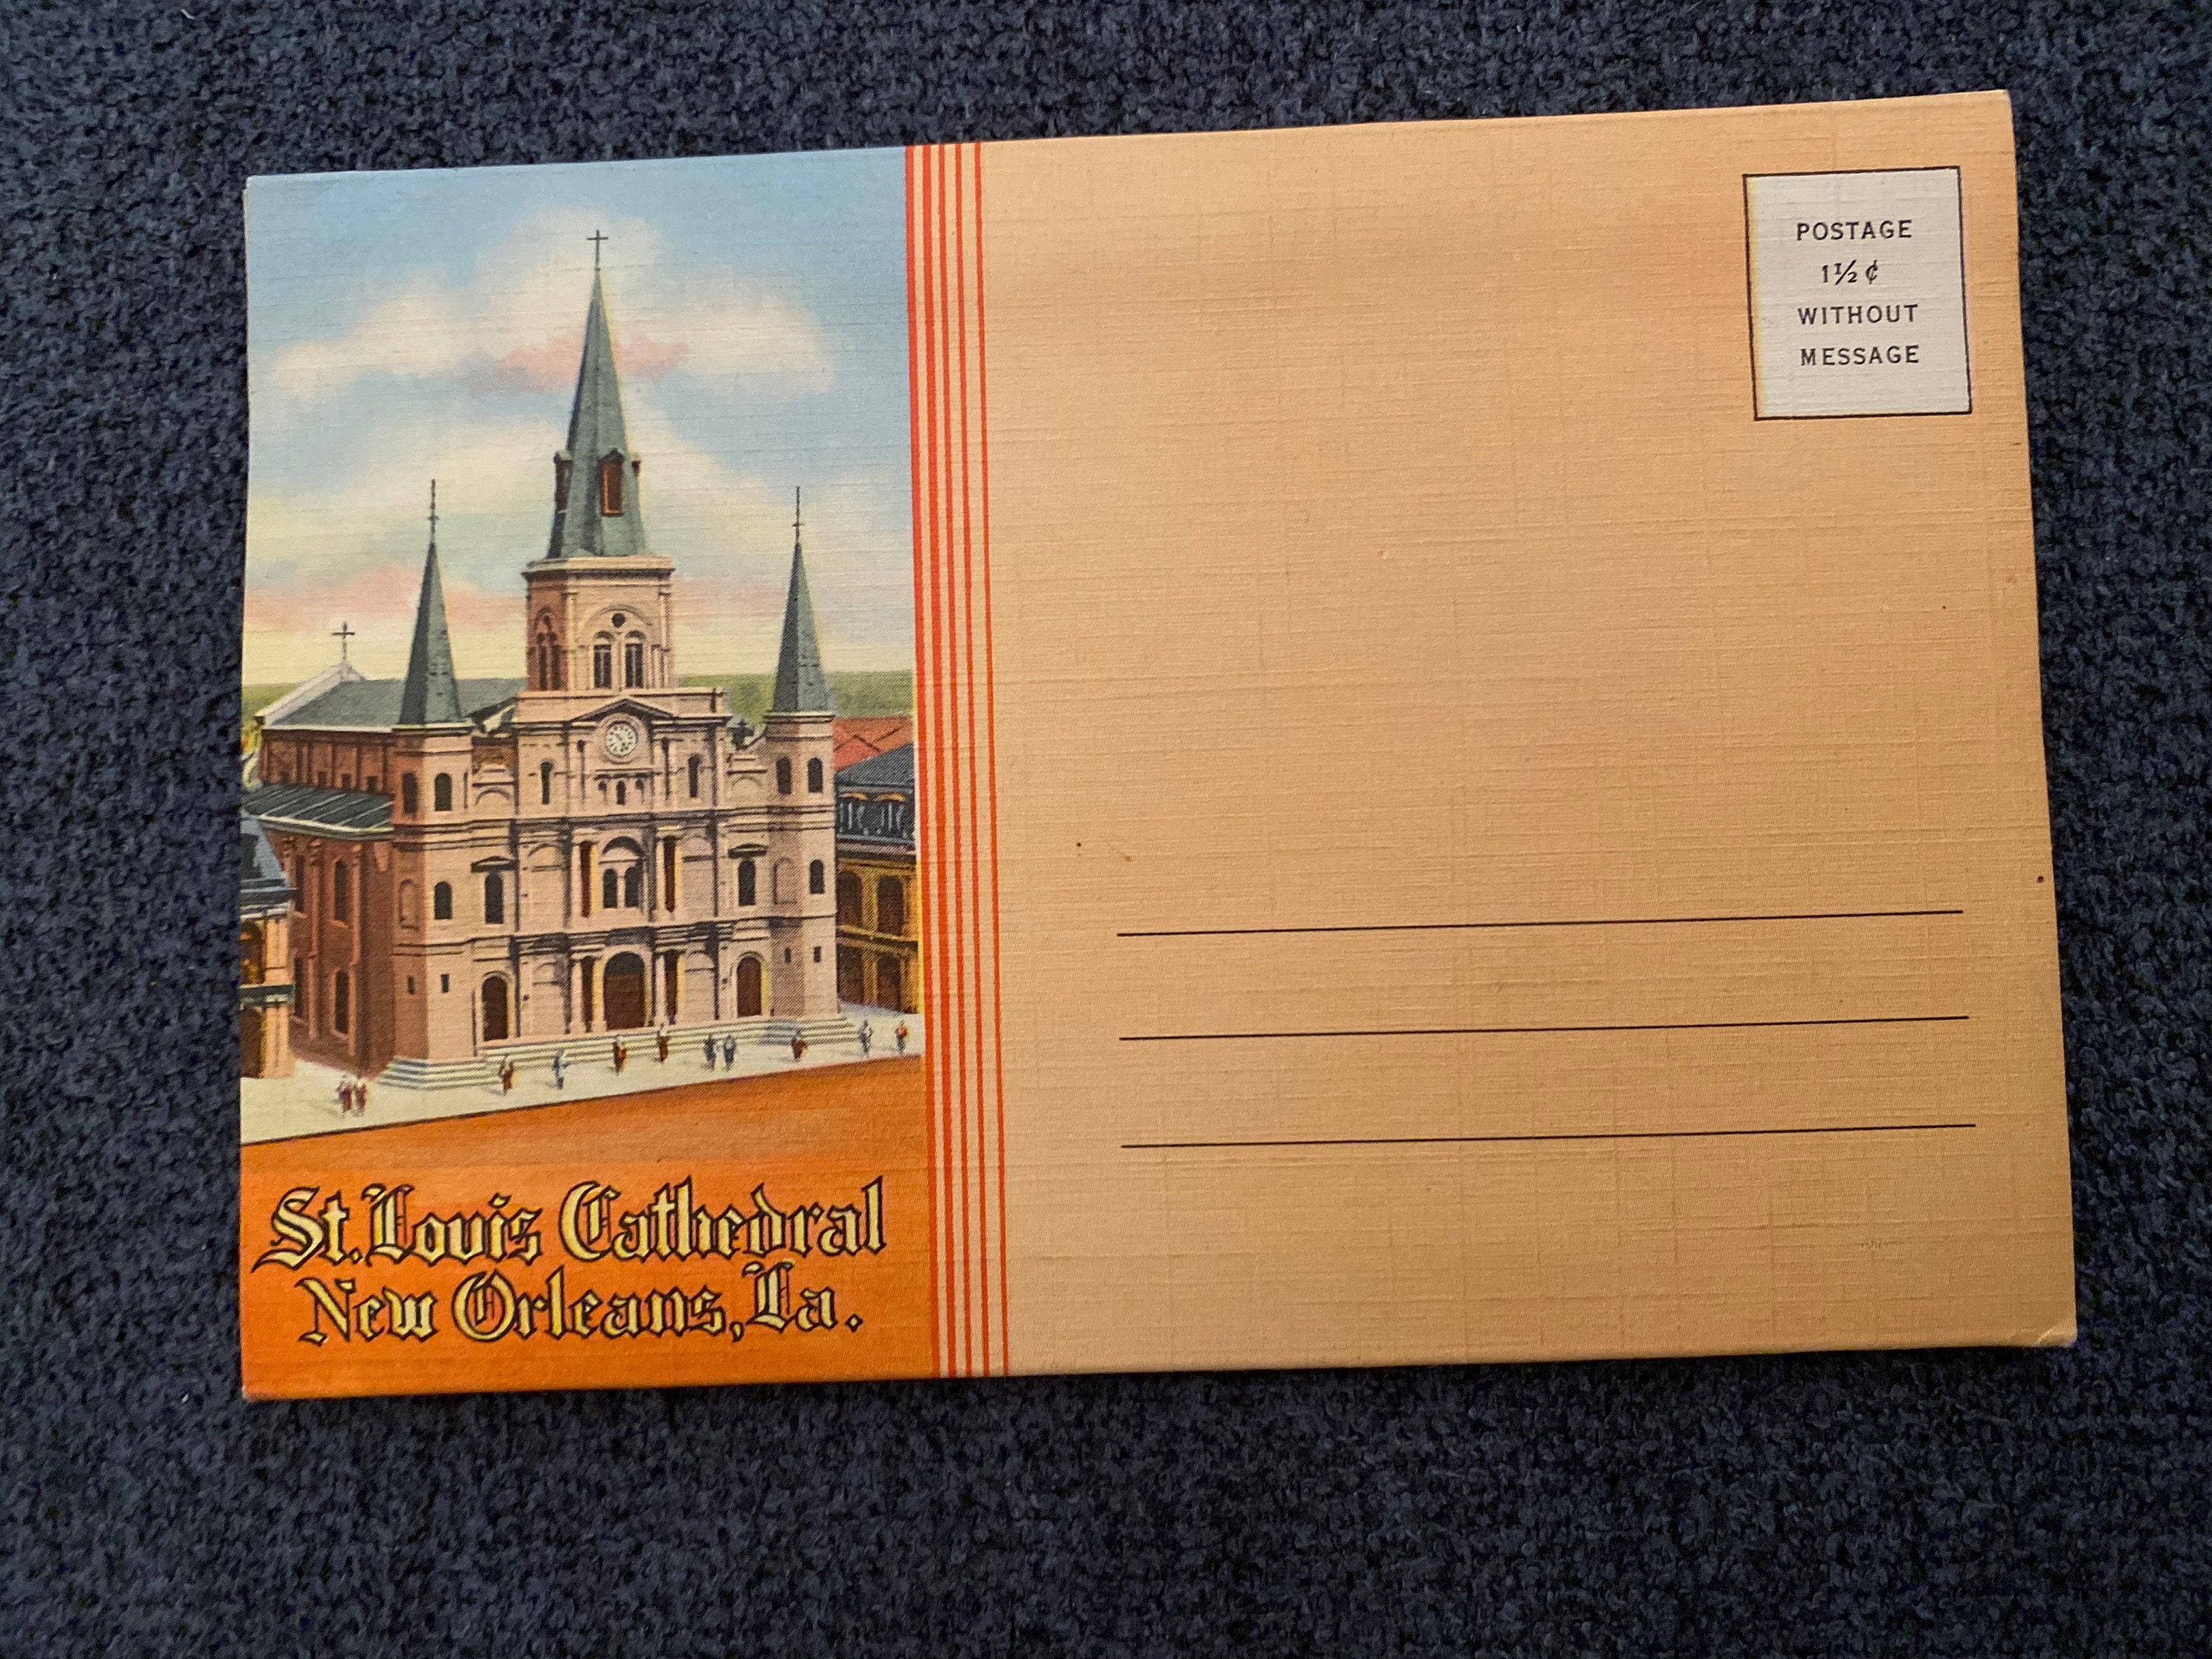 St. Louis Cathedral
New Orleans, La.
POSTAGE
1½ ¢
WITHOUT
MESSAGE